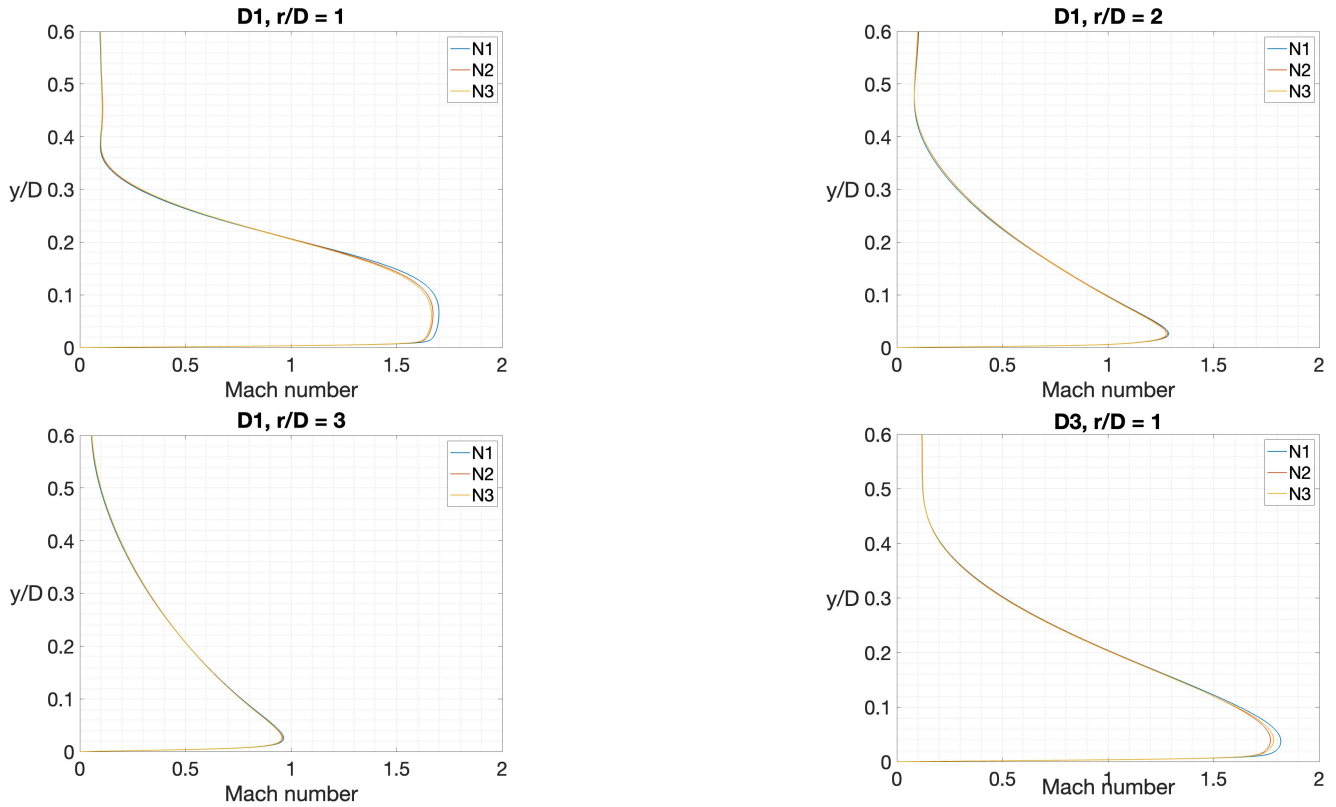 D1, r/D = 1
0.6
0.5
0.4
y/D 0.3
0.2
0.1
0
0 0.5 1 1.5 2
Mach number
N1
N2
N3
D1, r/D = 2
0.6
0.5
0.4
y/D 0.3
0.2
0.1
0
0 0.5 1 1.5 2
Mach number
N1
N2
N3
D1, r/D = 3
0.6
0.5
0.4
y/D 0.3
0.2
0.1
0
0 0.5 1 1.5 2
Mach number
N1
N2
N3
D3, r/D = 1
0.6
0.5
0.4
y/D 0.3
0.2
0.1
0
0 0.5 1 1.5 2
Mach number
N1
N2
N3